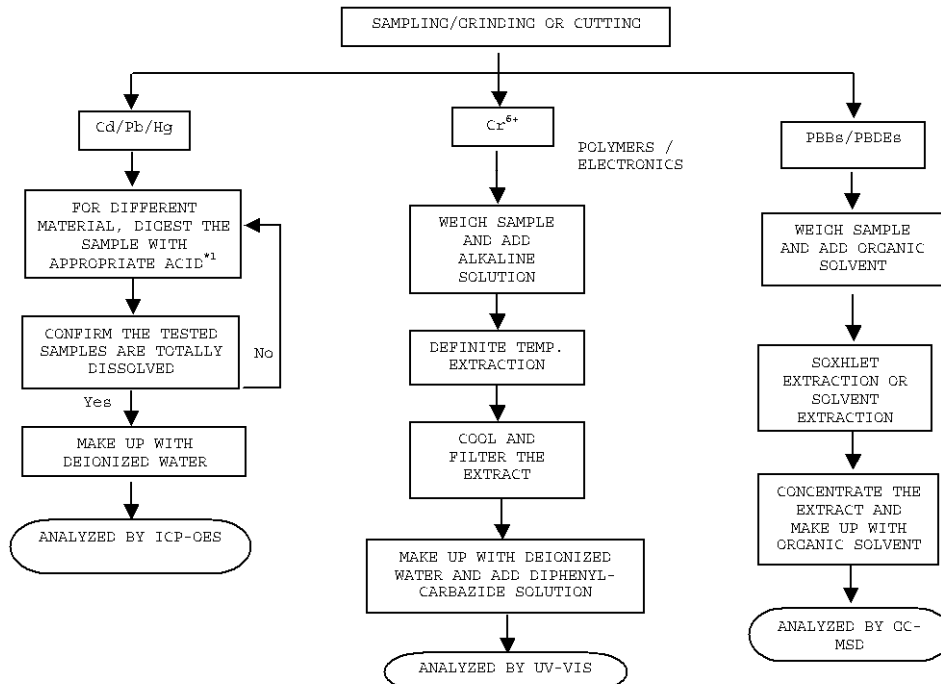 SAMPLING/GRINDING OR CUTTING
Cd/Pb/Hg
FOR DIFFERENT
MATERIAL, DIGEST THE
SAMPLE WITH
APPROPRIATE ACID*1
CONFIRM THE TESTED
SAMPLES ARE TOTALLY
DISSOLVED
No
Yes
MAKE UP WITH
DEIONIZED WATER
ANALYZED BY ICP-OES
Cr6+
POLYMERS /
ELECTRONICS
WEIGH SAMPLE
AND ADD
ALKALINE
SOLUTION
DEFINITE TEMP.
EXTRACTION
COOL AND
FILTER THE
EXTRACT
MAKE UP WITH DEIONIZED
WATER AND ADD DIPHENYL-
CARBAZIDE SOLUTION
ANALYZED BY UV-VIS
PBBs/PBDEs
WEIGH SAMPLE
AND ADD ORGANIC
SOLVENT
SOXHLET
EXTRACTION OR
SOLVENT
EXTRACTION
CONCENTRATE THE
EXTRACT AND
MAKE UP WITH
ORGANIC SOLVENT
ANALYZED BY GC-
MSD